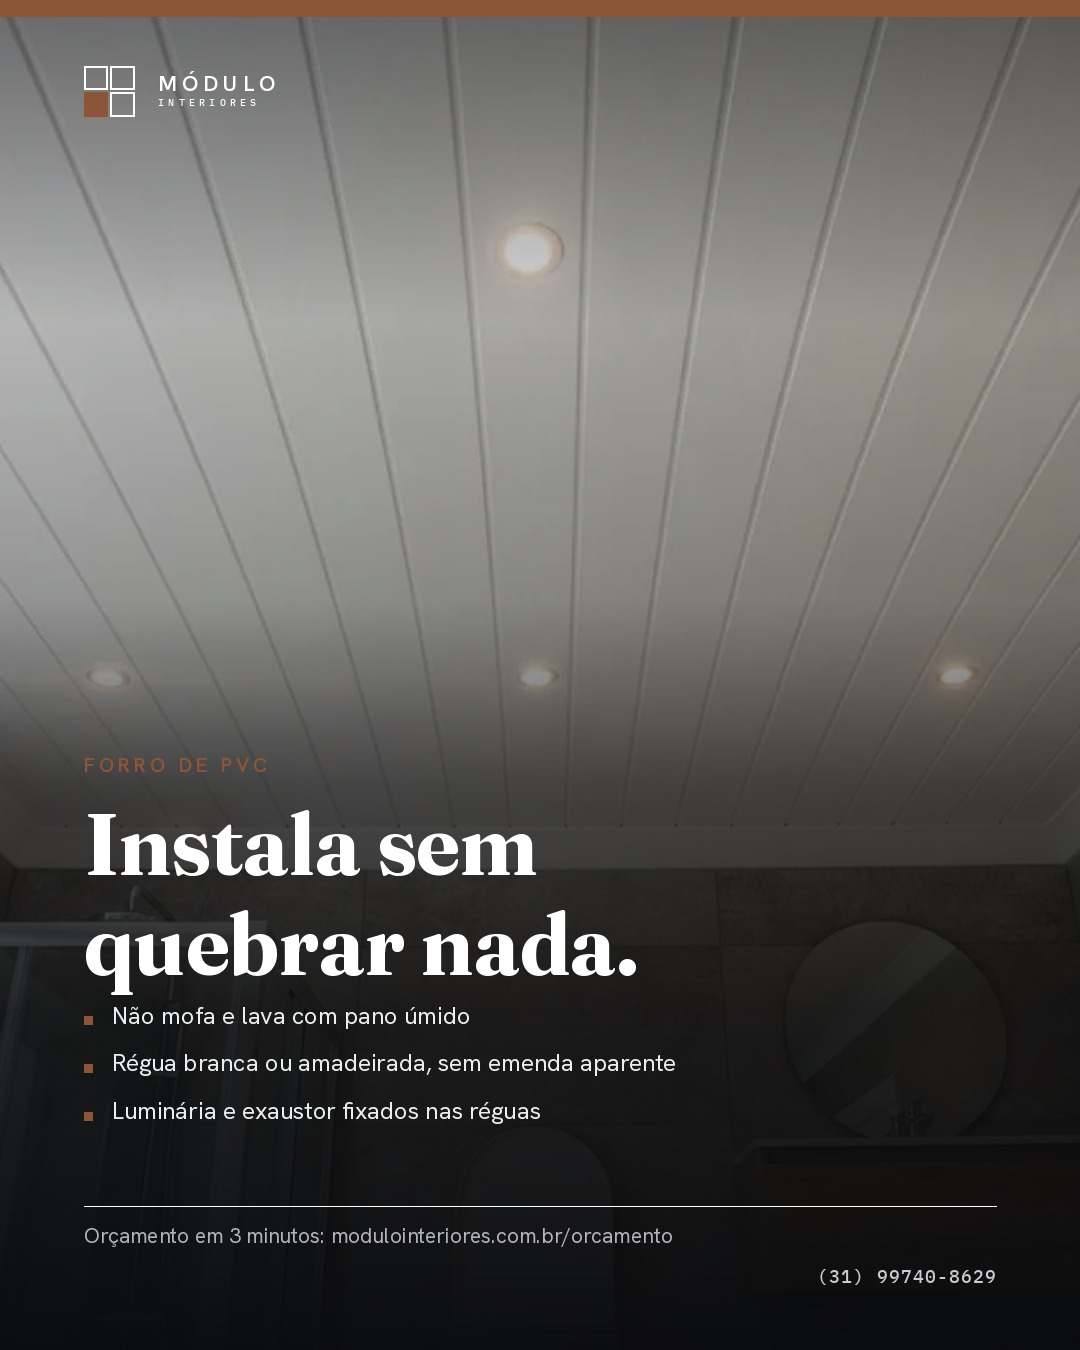 MÓDULO
INTERIORES
FORRO DE PVC
Instala sem
quebrar nada.
Não mofa e lava com pano úmido
Régua branca ou amadeirada, sem emenda aparente
Luminária e exaustor fixados nas réguas
Orçamento em 3 minutos: modulointeriores.com.br/orcamento
(31) 99740-8629